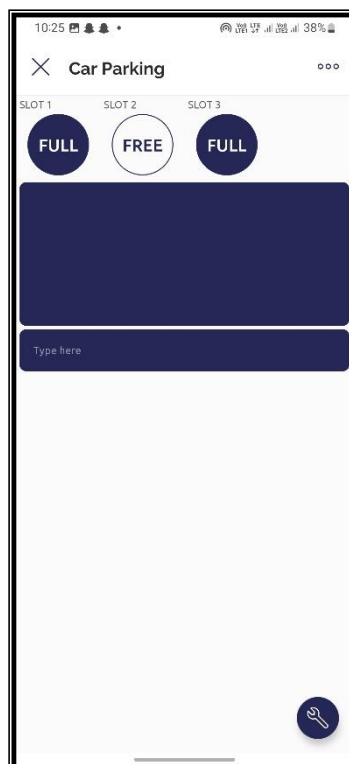 10:25 38%
Car Parking
SLOT 1 SLOT 2 SLOT 3
FULL FREE FULL
Type here